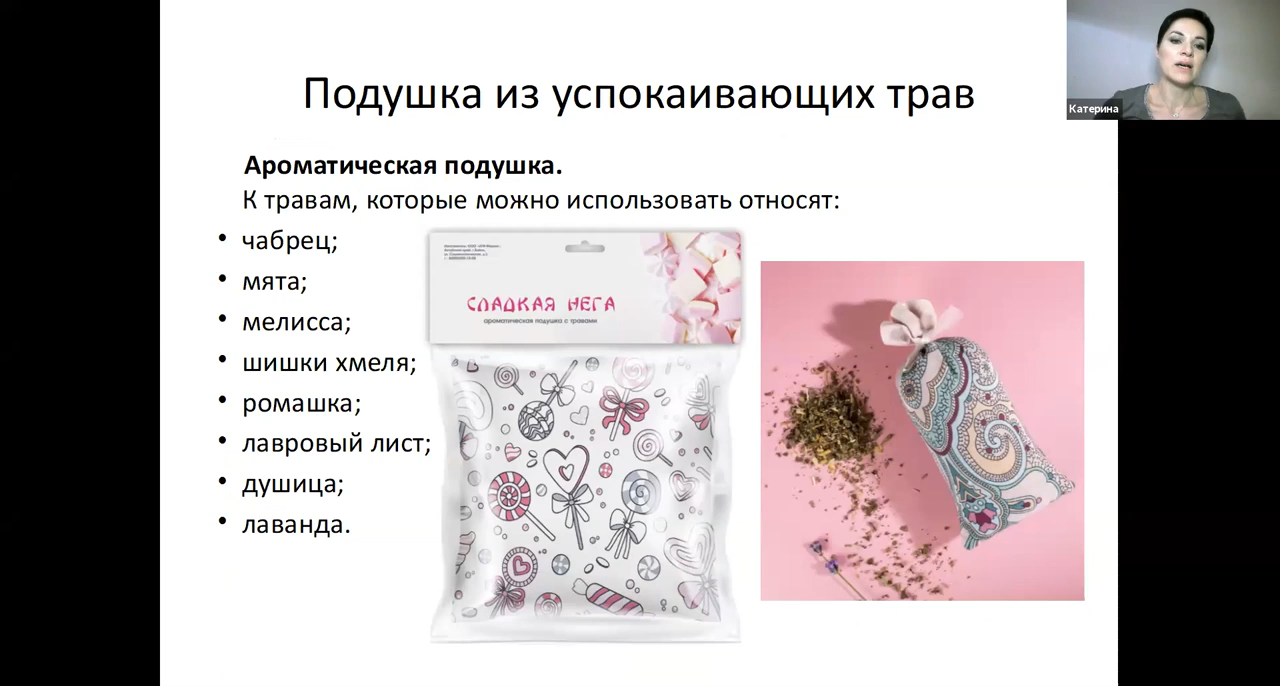 Подушка из успокаивающих трав
Катерина
Ароматическая подушка.
К травам, которые можно использовать относят:
• чабрец;
• мята;
• мелисса;
• шишки хмеля;
• ромашка;
• лавровый лист;
• душица;
• лаванда.
СЛАДКАЯ НЕГА
ароматическая подушка с травами